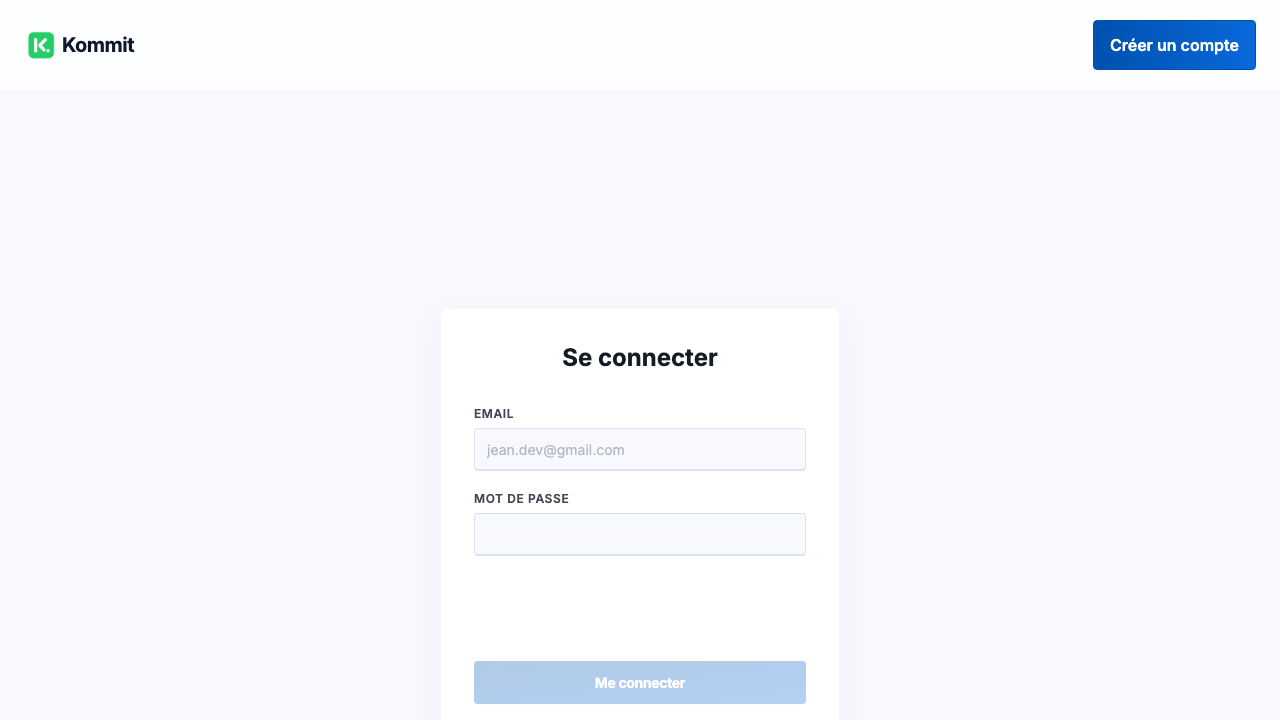 Kommit
Créer un compte
Se connecter
EMAIL
jean.dev@gmail.com
MOT DE PASSE
Me connecter